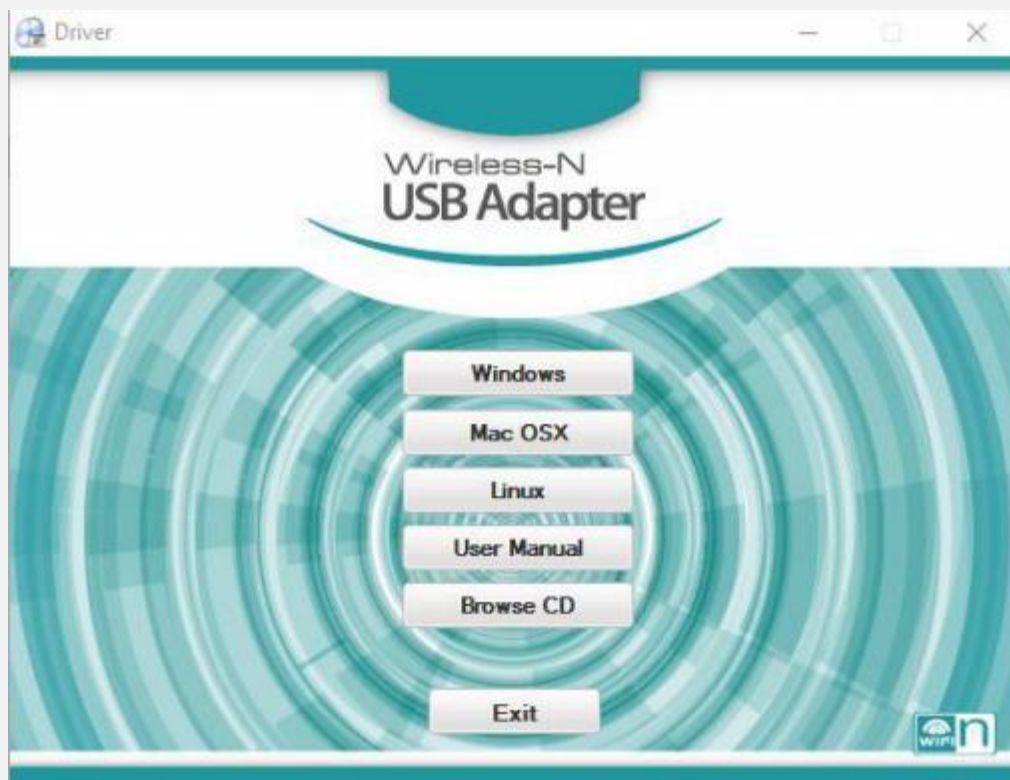 Driver
Wireless-N
USB Adapter
Windows
Mac OSX
Linux
User Manual
Browse CD
Exit
WiFi n